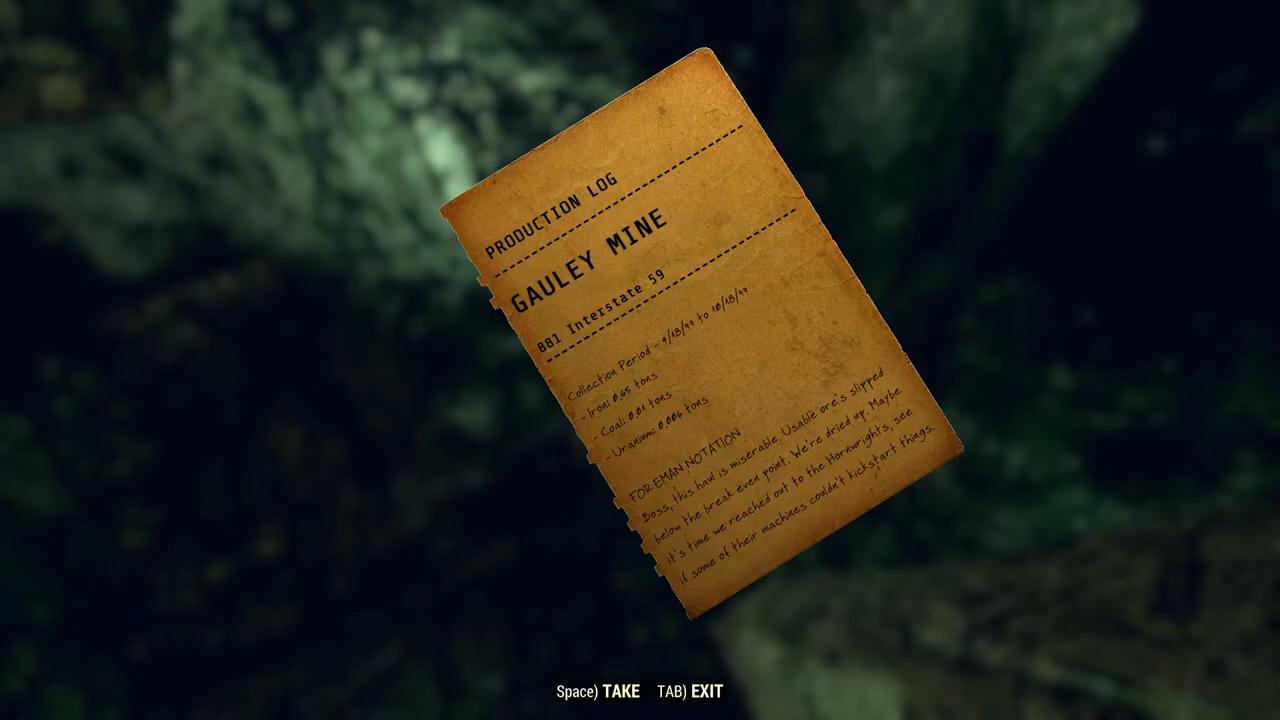 PRODUCTION LOG
GAULEY MINE
881 Interstate 59
Collection Period - 9/18/97 to 10/18/97
- Iron: 0.65 tons
- Coal: 0.01 tons
- Uranium: 0.006 tons
FOREMAN NOTATION
Boss, this haul is miserable. Usable ore's slipped
below the break even point. We're dried up. Maybe
it's time we reached out to the Hornwrights, see
if some of their machines couldn't kickstart things.
Space) TAKE TAB) EXIT